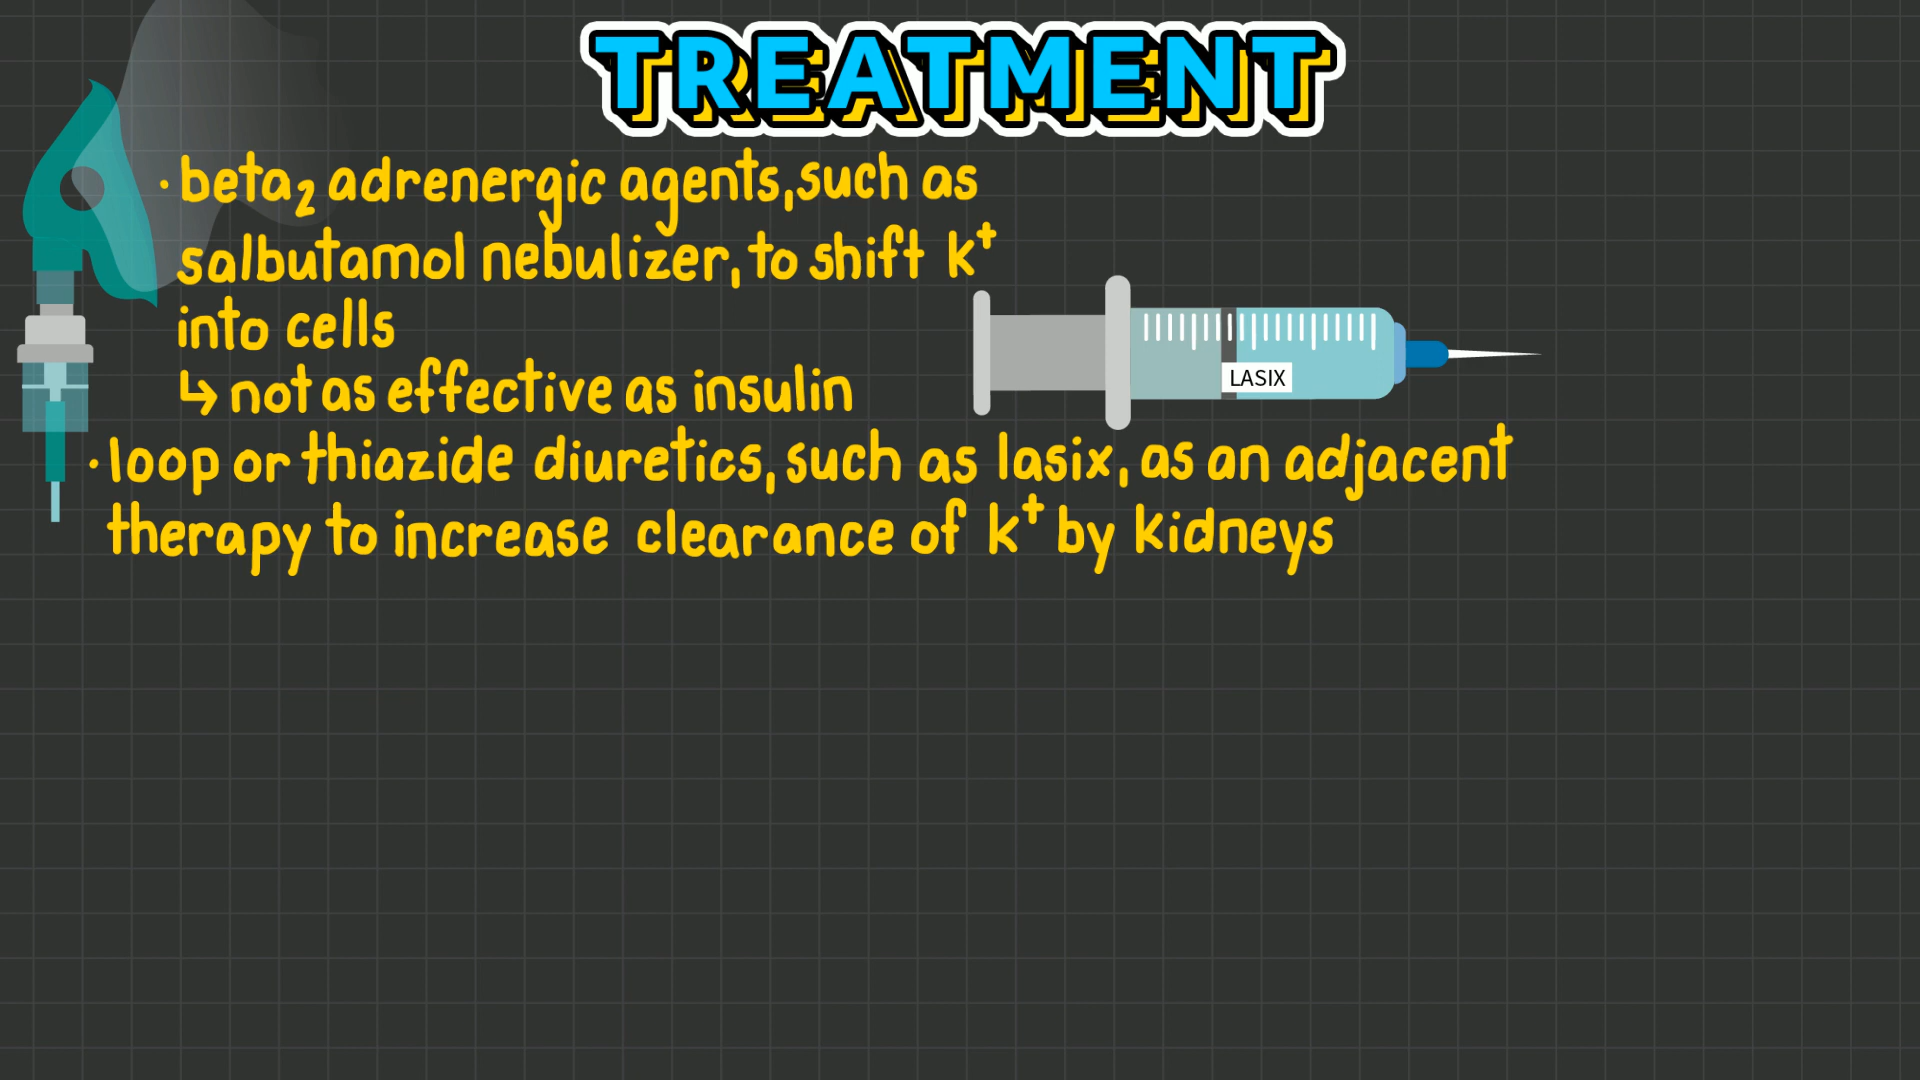 TREATMENT
· beta₂ adrenergic agents, such as
salbutamol nebulizer, to shift K⁺
into cells
↳ not as effective as insulin
LASIX
· loop or thiazide diuretics, such as lasix, as an adjacent
therapy to increase clearance of K⁺ by kidneys